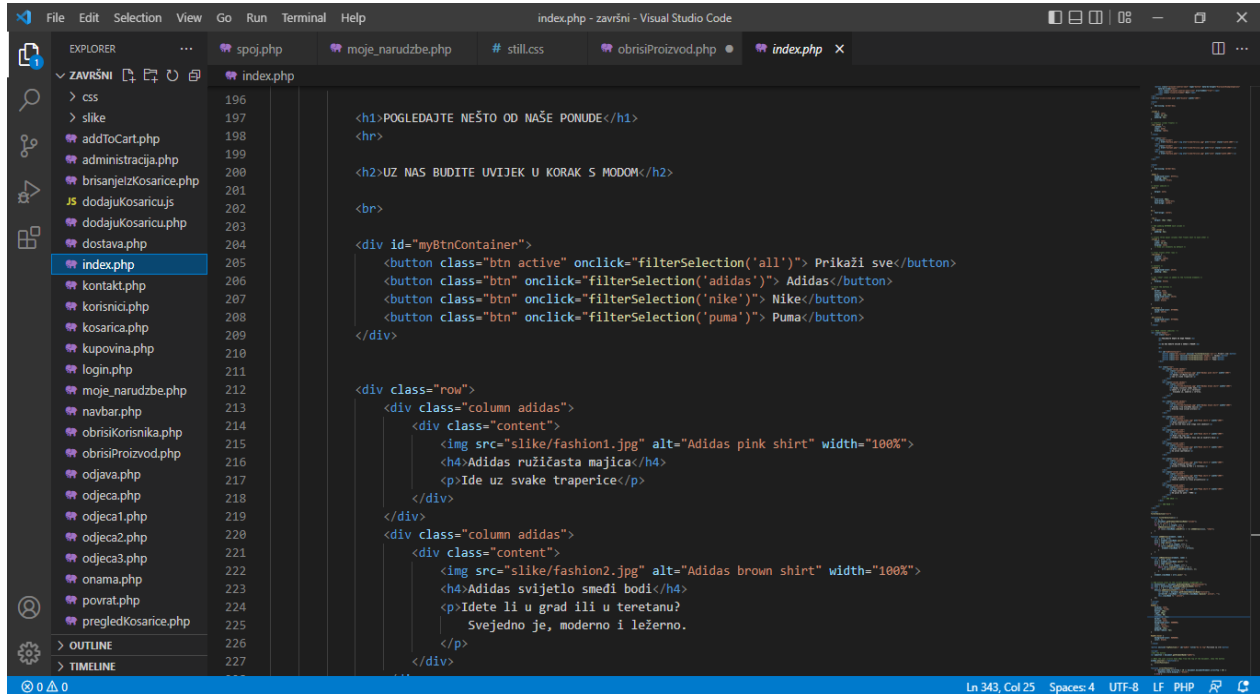 File Edit Selection View Go Run Terminal Help index.php - završni - Visual Studio Code
EXPLORER
spoj.php moje_narudzbe.php # still.css obrisiProizvod.php index.php
ZAVRŠNI
index.php
css
slike
addToCart.php
administracija.php
brisanjeIzKosarice.php
JS dodajuKosaricu.js
dodajuKosaricu.php
dostava.php
index.php
kontakt.php
korisnici.php
kosarica.php
kupovina.php
login.php
moje_narudzbe.php
navbar.php
obrisiKorisnika.php
obrisiProizvod.php
odjava.php
odjeca.php
odjeca1.php
odjeca2.php
odjeca3.php
onama.php
povrat.php
pregledKosarice.php
OUTLINE
TIMELINE
1
196
197 <h1>POGLEDAJTE NEŠTO OD NAŠE PONUDE</h1>
198 <hr>
199
200 <h2>UZ NAS BUDITE UVIJEK U KORAK S MODOM</h2>
201
202 <br>
203
204 <div id="myBtnContainer">
205 <button class="btn active" onclick="filterSelection('all')"> Prikaži sve</button>
206 <button class="btn" onclick="filterSelection('adidas')"> Adidas</button>
207 <button class="btn" onclick="filterSelection('nike')"> Nike</button>
208 <button class="btn" onclick="filterSelection('puma')"> Puma</button>
209 </div>
210
211
212 <div class="row">
213 <div class="column adidas">
214 <div class="content">
215 <img src="slike/fashion1.jpg" alt="Adidas pink shirt" width="100%">
216 <h4>Adidas ružičasta majica</h4>
217 <p>Ide uz svake traperice</p>
218 </div>
219 </div>
220 <div class="column adidas">
221 <div class="content">
222 <img src="slike/fashion2.jpg" alt="Adidas brown shirt" width="100%">
223 <h4>Adidas svijetlo smeđi bodi</h4>
224 <p>Idete li u grad ili u teretanu?
225 Svejedno je, moderno i ležerno.
226 </p>
227 </div>
0 0 Ln 343, Col 25 Spaces: 4 UTF-8 LF PHP